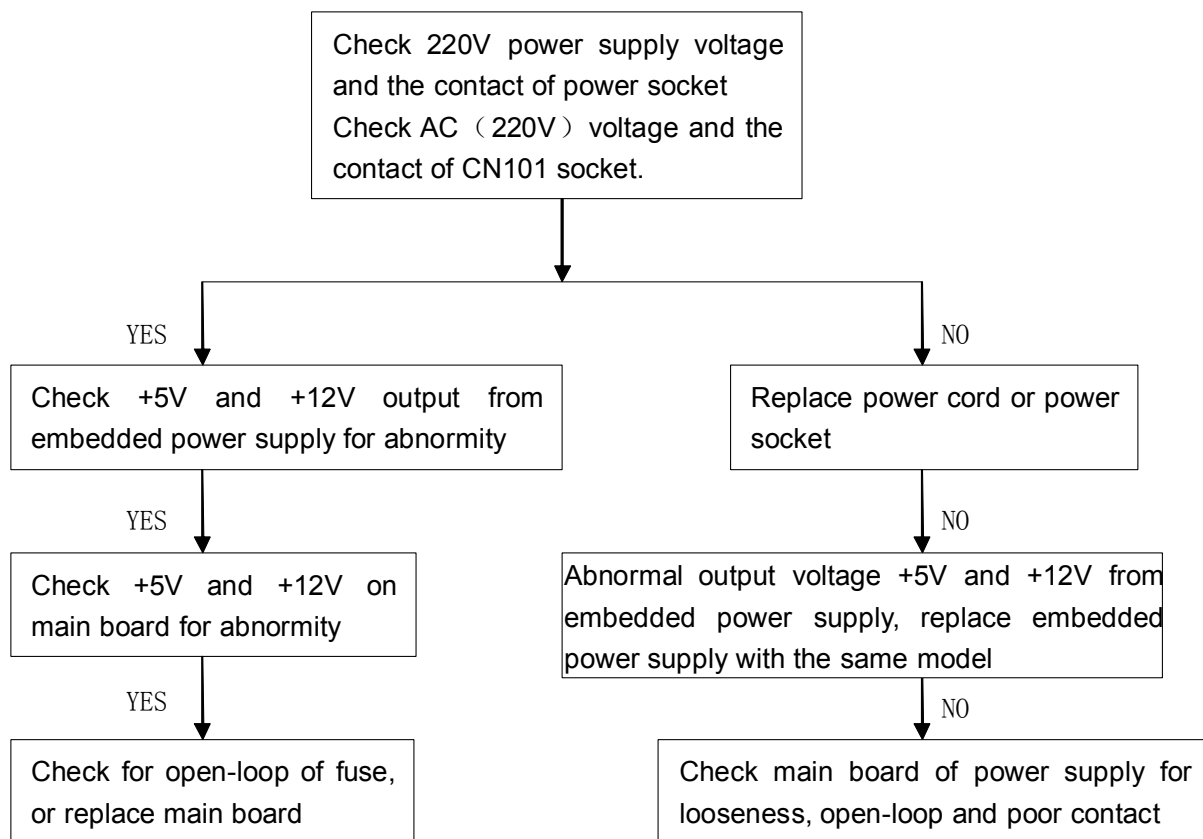 Check 220V power supply voltage
and the contact of power socket
Check AC（220V）voltage and the
contact of CN101 socket.
YES
NO
Check +5V and +12V output from
embedded power supply for abnormity
Replace power cord or power
socket
YES
NO
Check +5V and +12V on
main board for abnormity
Abnormal output voltage +5V and +12V from
embedded power supply, replace embedded
power supply with the same model
YES
NO
Check for open-loop of fuse,
or replace main board
Check main board of power supply for
looseness, open-loop and poor contact